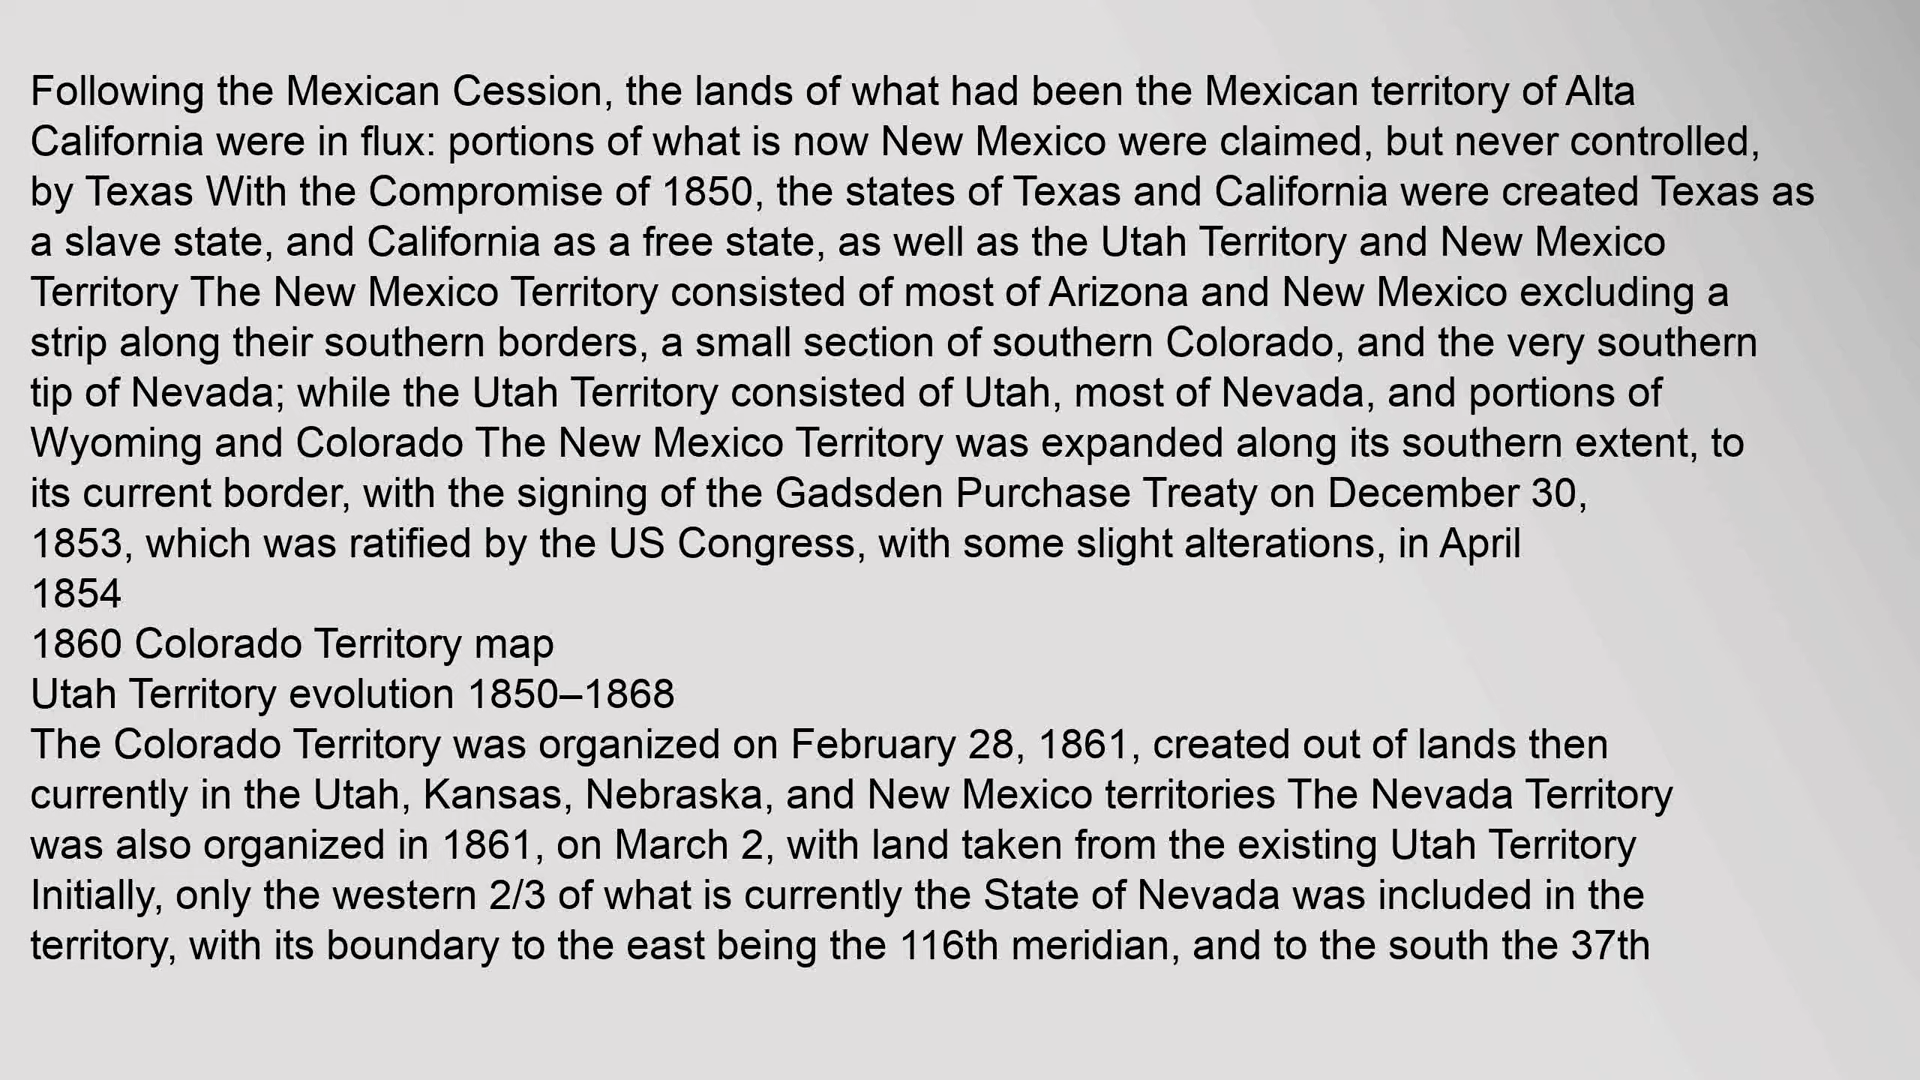 Following the Mexican Cession, the lands of what had been the Mexican territory of Alta
California were in flux: portions of what is now New Mexico were claimed, but never controlled,
by Texas With the Compromise of 1850, the states of Texas and California were created Texas as
a slave state, and California as a free state, as well as the Utah Territory and New Mexico
Territory The New Mexico Territory consisted of most of Arizona and New Mexico excluding a
strip along their southern borders, a small section of southern Colorado, and the very southern
tip of Nevada; while the Utah Territory consisted of Utah, most of Nevada, and portions of
Wyoming and Colorado The New Mexico Territory was expanded along its southern extent, to
its current border, with the signing of the Gadsden Purchase Treaty on December 30,
1853, which was ratified by the US Congress, with some slight alterations, in April
1854
1860 Colorado Territory map
Utah Territory evolution 1850–1868
The Colorado Territory was organized on February 28, 1861, created out of lands then
currently in the Utah, Kansas, Nebraska, and New Mexico territories The Nevada Territory
was also organized in 1861, on March 2, with land taken from the existing Utah Territory
Initially, only the western 2/3 of what is currently the State of Nevada was included in the
territory, with its boundary to the east being the 116th meridian, and to the south the 37th